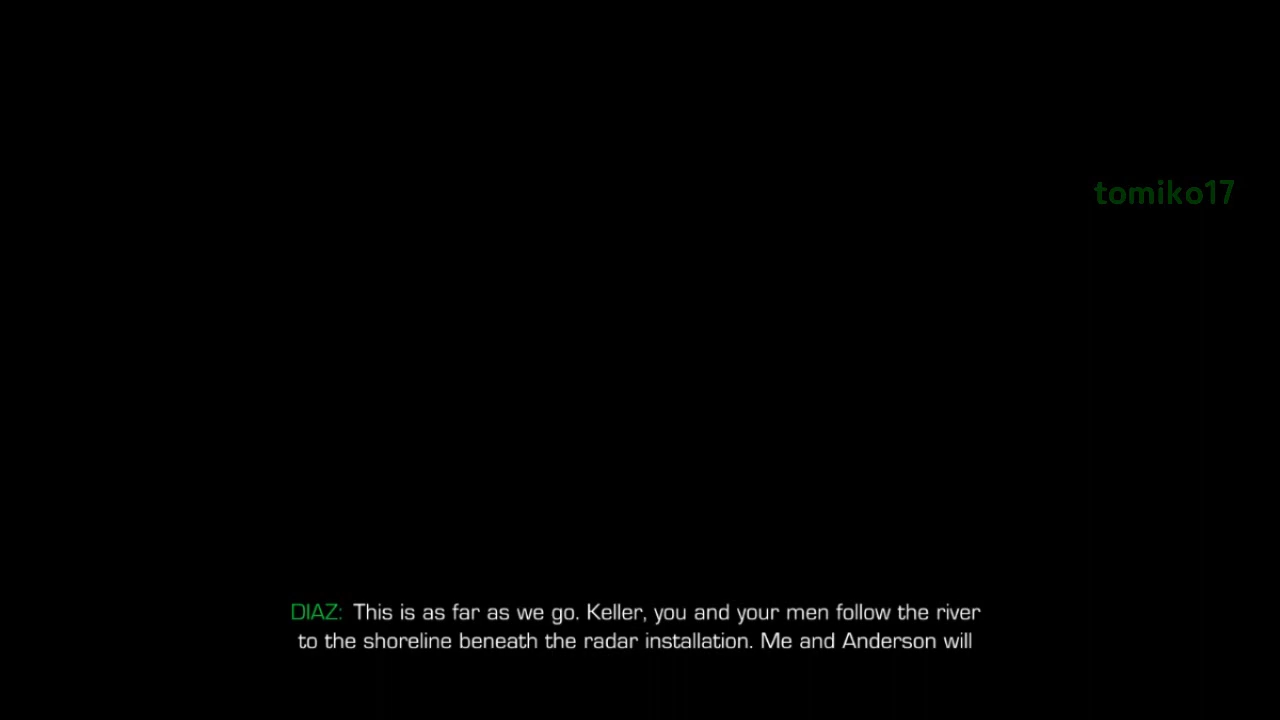 tomiko17
DIAZ: This is as far as we go. Keller, you and your men follow the river
to the shoreline beneath the radar installation. Me and Anderson will